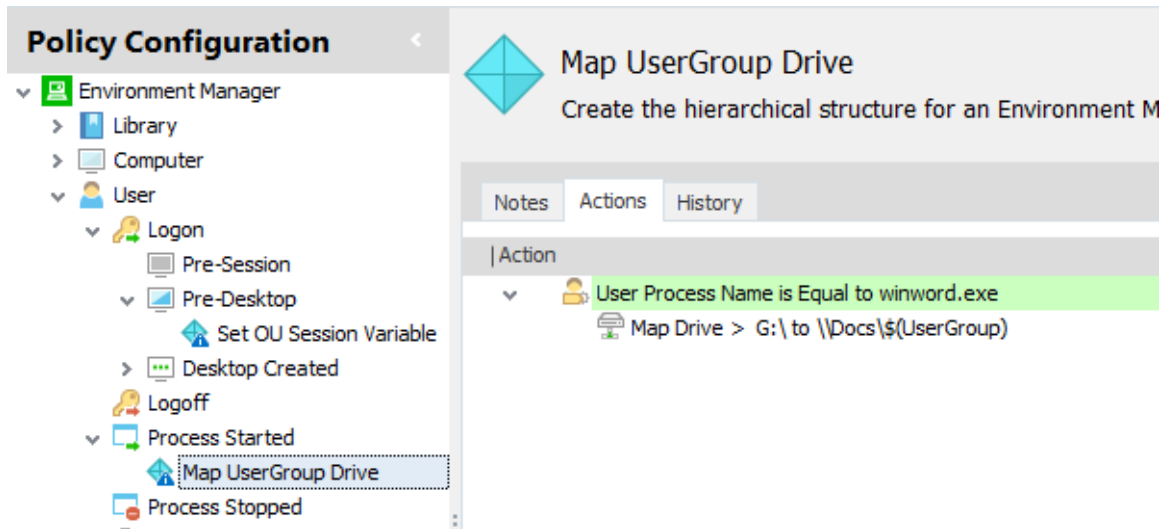 Policy Configuration
Environment Manager
Library
Computer
User
Logon
Pre-Session
Pre-Desktop
Set OU Session Variable
Desktop Created
Logoff
Process Started
Map UserGroup Drive
Process Stopped
Map UserGroup Drive
Create the hierarchical structure for an Environment M
Notes Actions History
Action
User Process Name is Equal to winword.exe
Map Drive > G:\ to \\Docs\$(UserGroup)